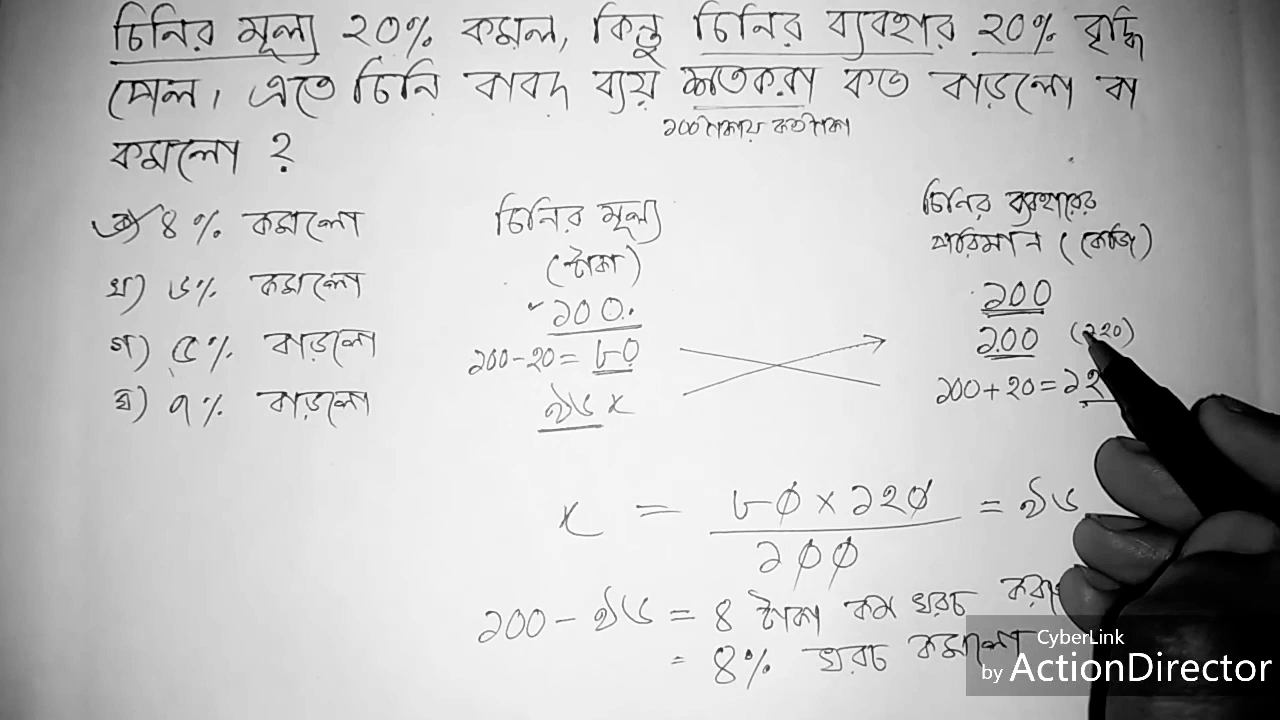 চিনির মূল্য ২০% কমল, কিন্তু চিনির ব্যবহার ২০% বৃদ্ধি
পেল, এতে চিনি বাবদ ব্যয় শতকরা কত বাড়লো বা
১০০ টাকায় কত টাকা
কমলো ?
ক) ৪% কমলো
খ) ৬% কমলো
গ) ৫% বাড়লো
ঘ) ৭% বাড়লো
চিনির মূল্য
(টাকা)
১০০
১০০-২০ = ৮০
৯৬ x
চিনির ব্যবহারের
পরিমান (কেজি)
১০০
১০০ (১২০)
১০০+২০ = ১২
x = ৮০ x ১২০ = ৯৬
১০০
১০০ - ৯৬ = ৪ টাকা কম খরচ
= ৪% খরচ কমলো
CyberLink
by ActionDirector